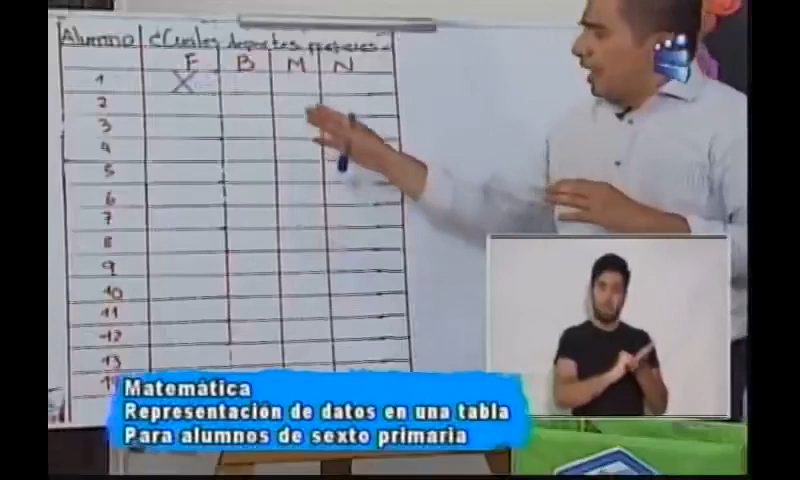 Alumno ¿Cuales deportes prefieres
F B M N
1 X
2
3
4
5
6
7
8
9
10
11
12
13
Matemática
Representación de datos en una tabla
Para alumnos de sexto primaria